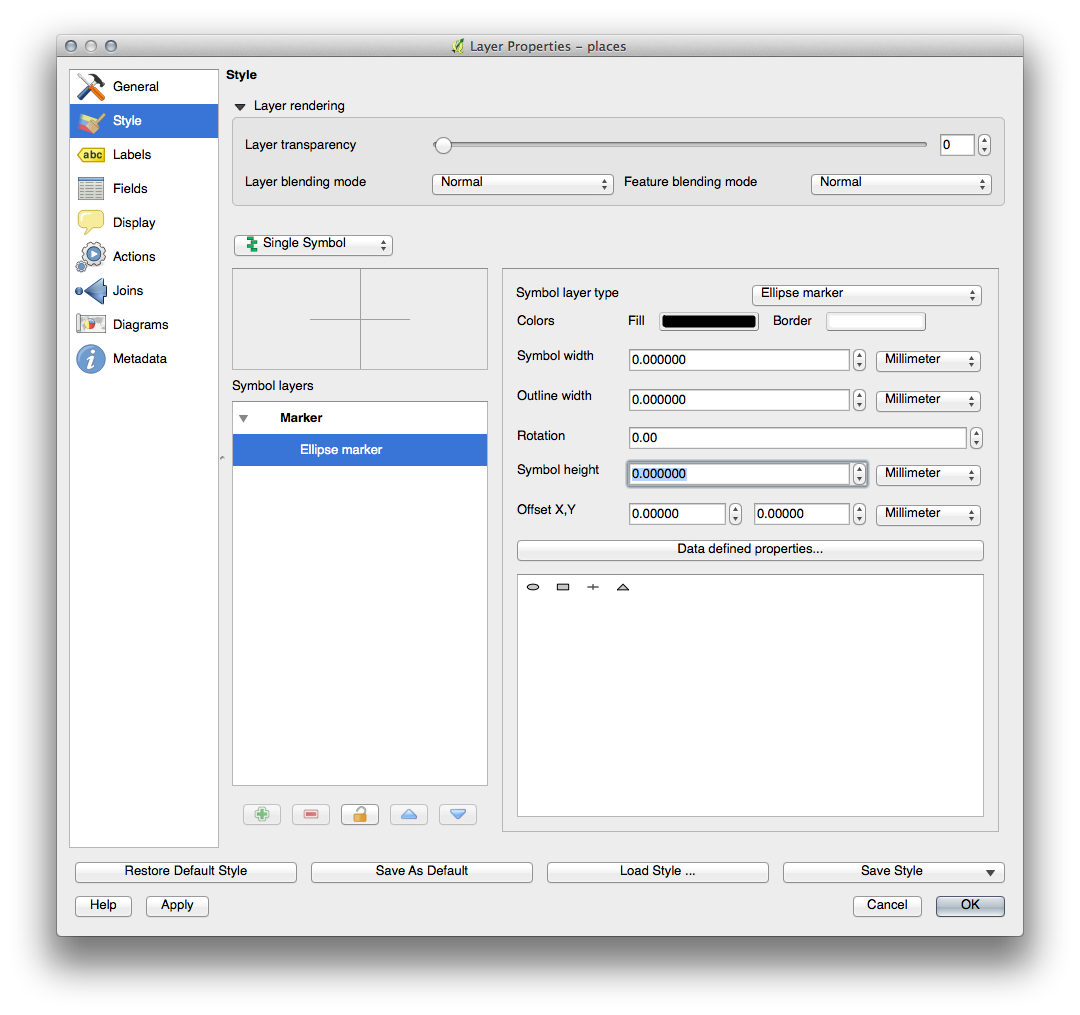 Layer Properties – places
General
Style
Labels
Fields
Display
Actions
Joins
Diagrams
Metadata
abc
Style
Layer rendering
Layer transparency
0
Layer blending mode
Normal
Feature blending mode
Normal
Single Symbol
Symbol layers
Marker
Ellipse marker
Symbol layer type
Ellipse marker
Colors
Fill
Border
Symbol width
0.000000
Millimeter
Outline width
0.000000
Millimeter
Rotation
0.00
Symbol height
0.000000
Millimeter
Offset X,Y
0.00000
0.00000
Millimeter
Data defined properties...
Restore Default Style
Save As Default
Load Style ...
Save Style
Help
Apply
Cancel
OK